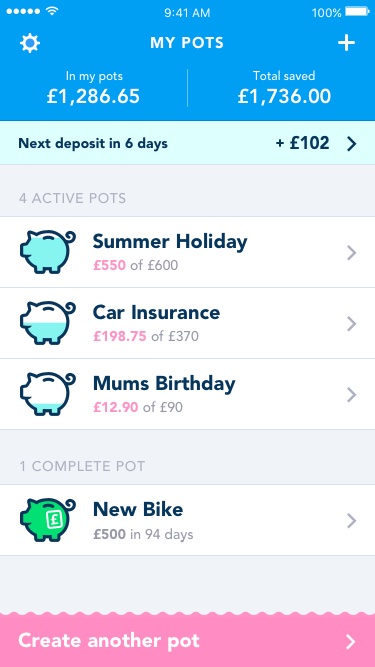 9:41 AM
100%
MY POTS
In my pots
Total saved
£1,286.65
£1,736.00
Next deposit in 6 days
+ £102
4 ACTIVE POTS
Summer Holiday
£550 of £600
Car Insurance
£198.75 of £370
Mums Birthday
£12.90 of £90
1 COMPLETE POT
£
New Bike
£500 in 94 days
Create another pot